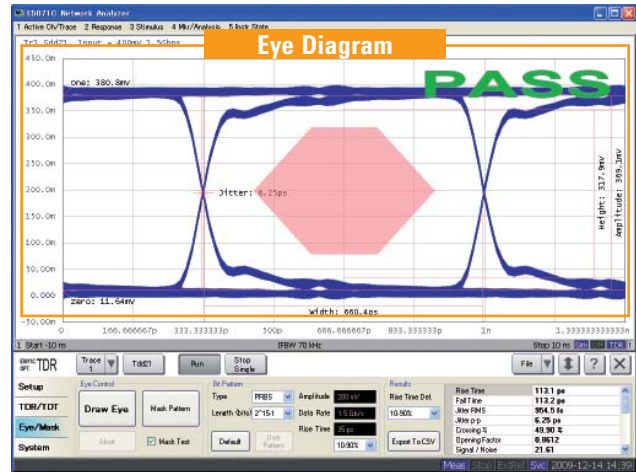 E5071C Network Analyzer
1 Active Ch/Trace 2 Response 3 Stimulus 4 Mkr/Analysis 5 Instr State
Eye Diagram
PASS
450.0m
one: 380.8mV
400.0m
350.0m
300.0m
250.0m
200.0m
150.0m
100.0m
50.00m
0.000
-50.00m
Jitter: 6.25ps
Height: 317.9mV
Amplitude: 369.1mV
zero: 11.64mV
Width: 660.4ps
0 166.666667p 333.333333p 500p 666.666667p 833.333333p 1n 1.33333333333n
1 Start -10 ns IFBW 70 kHz Stop 10 ns
TDR Trace 1 Tdd21 Run Stop Single File ? X
Setup
TDR/TDT
Eye/Mask
System
Eye Control
Draw Eye Mask Pattern
Abort Mask Test
Bit Pattern
Type PRBS Amplitude 200 mV
Length (bits) 2^15-1 Data Rate 1.5 Gb/s
Rise Time 35 ps
Default User Pattern 10-90%
Results
Rise Time Def.
10-90%
Export To CSV
Rise Time 113.1 ps
Fall Time 113.2 ps
Jitter RMS 954.5 fs
Jitter p-p 6.25 ps
Crossing % 49.90 %
Opening Factor 0.8612
Signal / Noise 21.61
Meas Stop ExtRef Svc 2009-12-14 14:39